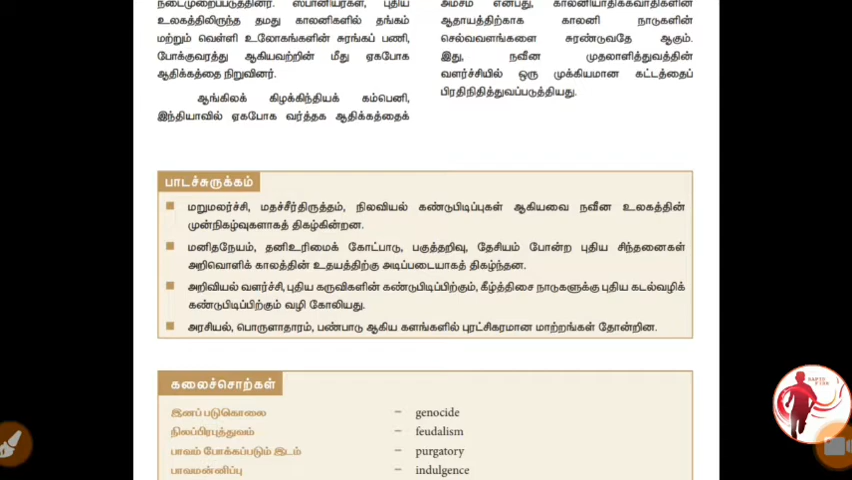 நடைமுறைப்படுத்தினர். ஸ்பானியர்கள், புதிய
உலகத்திலிருந்த தமது காலனிகளில் தங்கம்
மற்றும் வெள்ளி உலோகங்களின் சுரங்கப் பணி,
போக்குவரத்து ஆகியவற்றின் மீது ஏகபோக
ஆதிக்கத்தை நிறுவினர்.
ஆங்கிலக் கிழக்கிந்தியக் கம்பெனி,
இந்தியாவில் ஏகபோக வர்த்தக ஆதிக்கத்தைக்
அம்சம் என்பது, காலனியாதிக்கவாதிகளின்
ஆதாயத்திற்காக காலனி நாடுகளின்
செல்வவளங்களை சுரண்டுவதே ஆகும்.
இது, நவீன முதலாளித்துவத்தின்
வளர்ச்சியில் ஒரு முக்கியமான கட்டத்தைப்
பிரதிநிதித்துவப்படுத்தியது.
பாடச்சுருக்கம்
மறுமலர்ச்சி, மதச்சீர்திருத்தம், நிலவியல் கண்டுபிடிப்புகள் ஆகியவை நவீன உலகத்தின்
முன்நிகழ்வுகளாகத் திகழ்கின்றன.
மனிதநேயம், தனிஉரிமைக் கோட்பாடு, பகுத்தறிவு, தேசியம் போன்ற புதிய சிந்தனைகள்
அறிவொளிக் காலத்தின் உதயத்திற்கு அடிப்படையாகத் திகழ்ந்தன.
அறிவியல் வளர்ச்சி, புதிய கருவிகளின் கண்டுபிடிப்பிற்கும், கீழ்த்திசை நாடுகளுக்கு புதிய கடல்வழிக்
கண்டுபிடிப்பிற்கும் வழி கோலியது.
அரசியல், பொருளாதாரம், பண்பாடு ஆகிய களங்களில் புரட்சிகரமான மாற்றங்கள் தோன்றின.
கலைச்சொற்கள்
இனப் படுகொலை – genocide
நிலப்பிரபுத்துவம் – feudalism
பாவம் போக்கப்படும் இடம் – purgatory
பாவமன்னிப்பு – indulgence